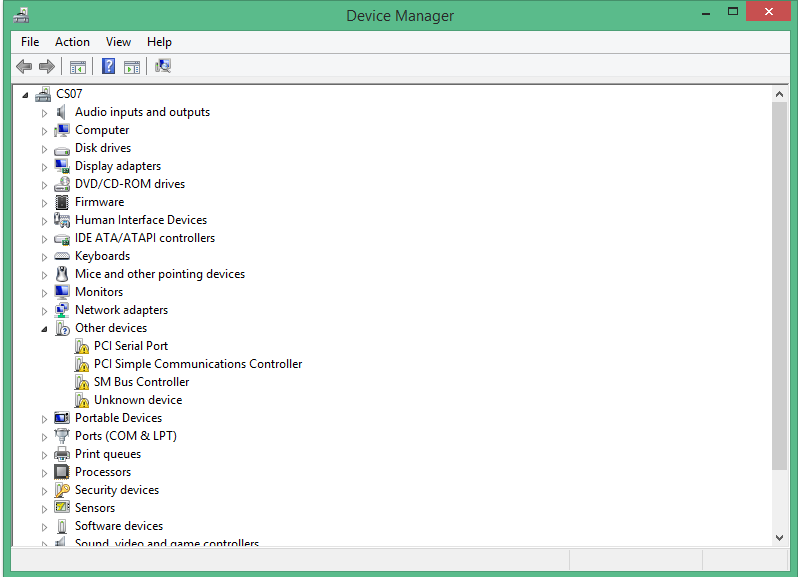 Device Manager
File Action View Help
CS07
Audio inputs and outputs
Computer
Disk drives
Display adapters
DVD/CD-ROM drives
Firmware
Human Interface Devices
IDE ATA/ATAPI controllers
Keyboards
Mice and other pointing devices
Monitors
Network adapters
Other devices
PCI Serial Port
PCI Simple Communications Controller
SM Bus Controller
Unknown device
Portable Devices
Ports (COM & LPT)
Print queues
Processors
Security devices
Sensors
Software devices
Sound, video and game controllers